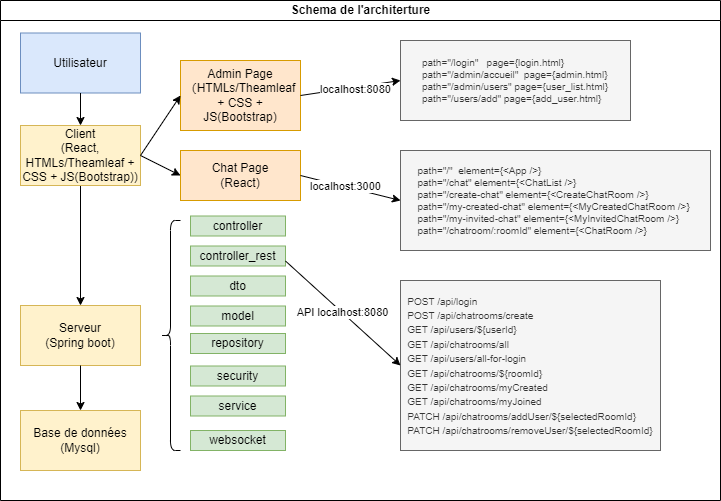 Schema de l'architerture
Utilisateur
Client
(React,
HTMLs/Theamleaf +
CSS + JS(Bootstrap))
Serveur
(Spring boot)
Base de données
(Mysql)
Admin Page
(HTMLs/Theamleaf
+ CSS +
JS(Bootstrap)
Chat Page
(React)
localhost:8080
localhost:3000
path="/login" page={login.html}
path="/admin/accueil" page={admin.html}
path="/admin/users" page={user_list.html}
path="/users/add" page={add_user.html}
path="/" element={<App />}
path="/chat" element={<ChatList />}
path="/create-chat" element={<CreateChatRoom />}
path="/my-created-chat" element={<MyCreatedChatRoom />}
path="/my-invited-chat" element={<MyInvitedChatRoom />}
path="/chatroom/:roomId" element={<ChatRoom />}
controller
controller_rest
dto
model
repository
security
service
websocket
API localhost:8080
POST /api/login
POST /api/chatrooms/create
GET /api/users/${userId}
GET /api/chatrooms/all
GET /api/users/all-for-login
GET /api/chatrooms/${roomId}
GET /api/chatrooms/myCreated
GET /api/chatrooms/myJoined
PATCH /api/chatrooms/addUser/${selectedRoomId}
PATCH /api/chatrooms/removeUser/${selectedRoomId}